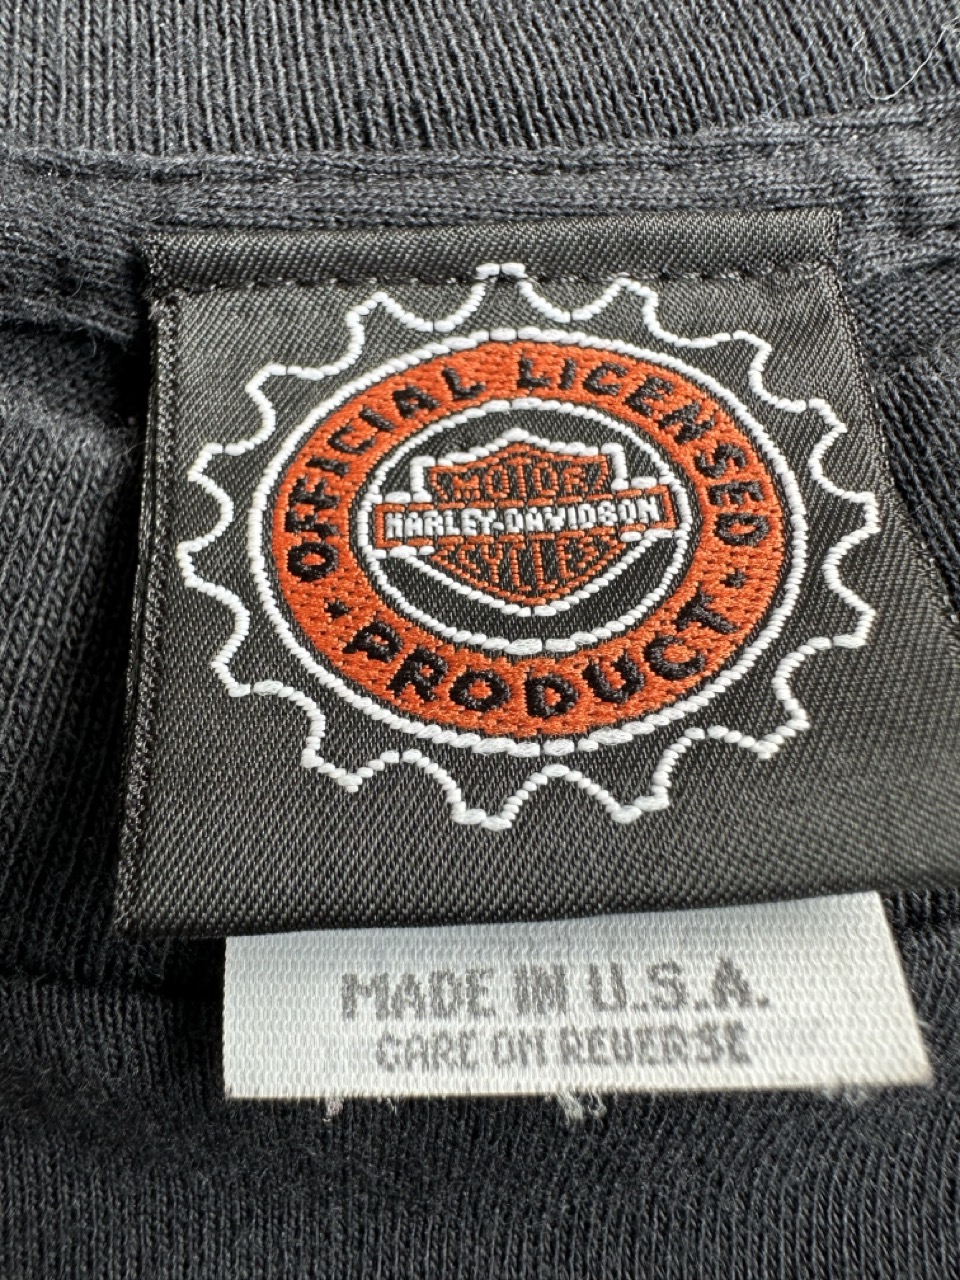 OFFICIAL LICENSED
MOTOR
HARLEY-DAVIDSON
CYCLES
PRODUCT
MADE IN U.S.A.
CARE ON REVERSE